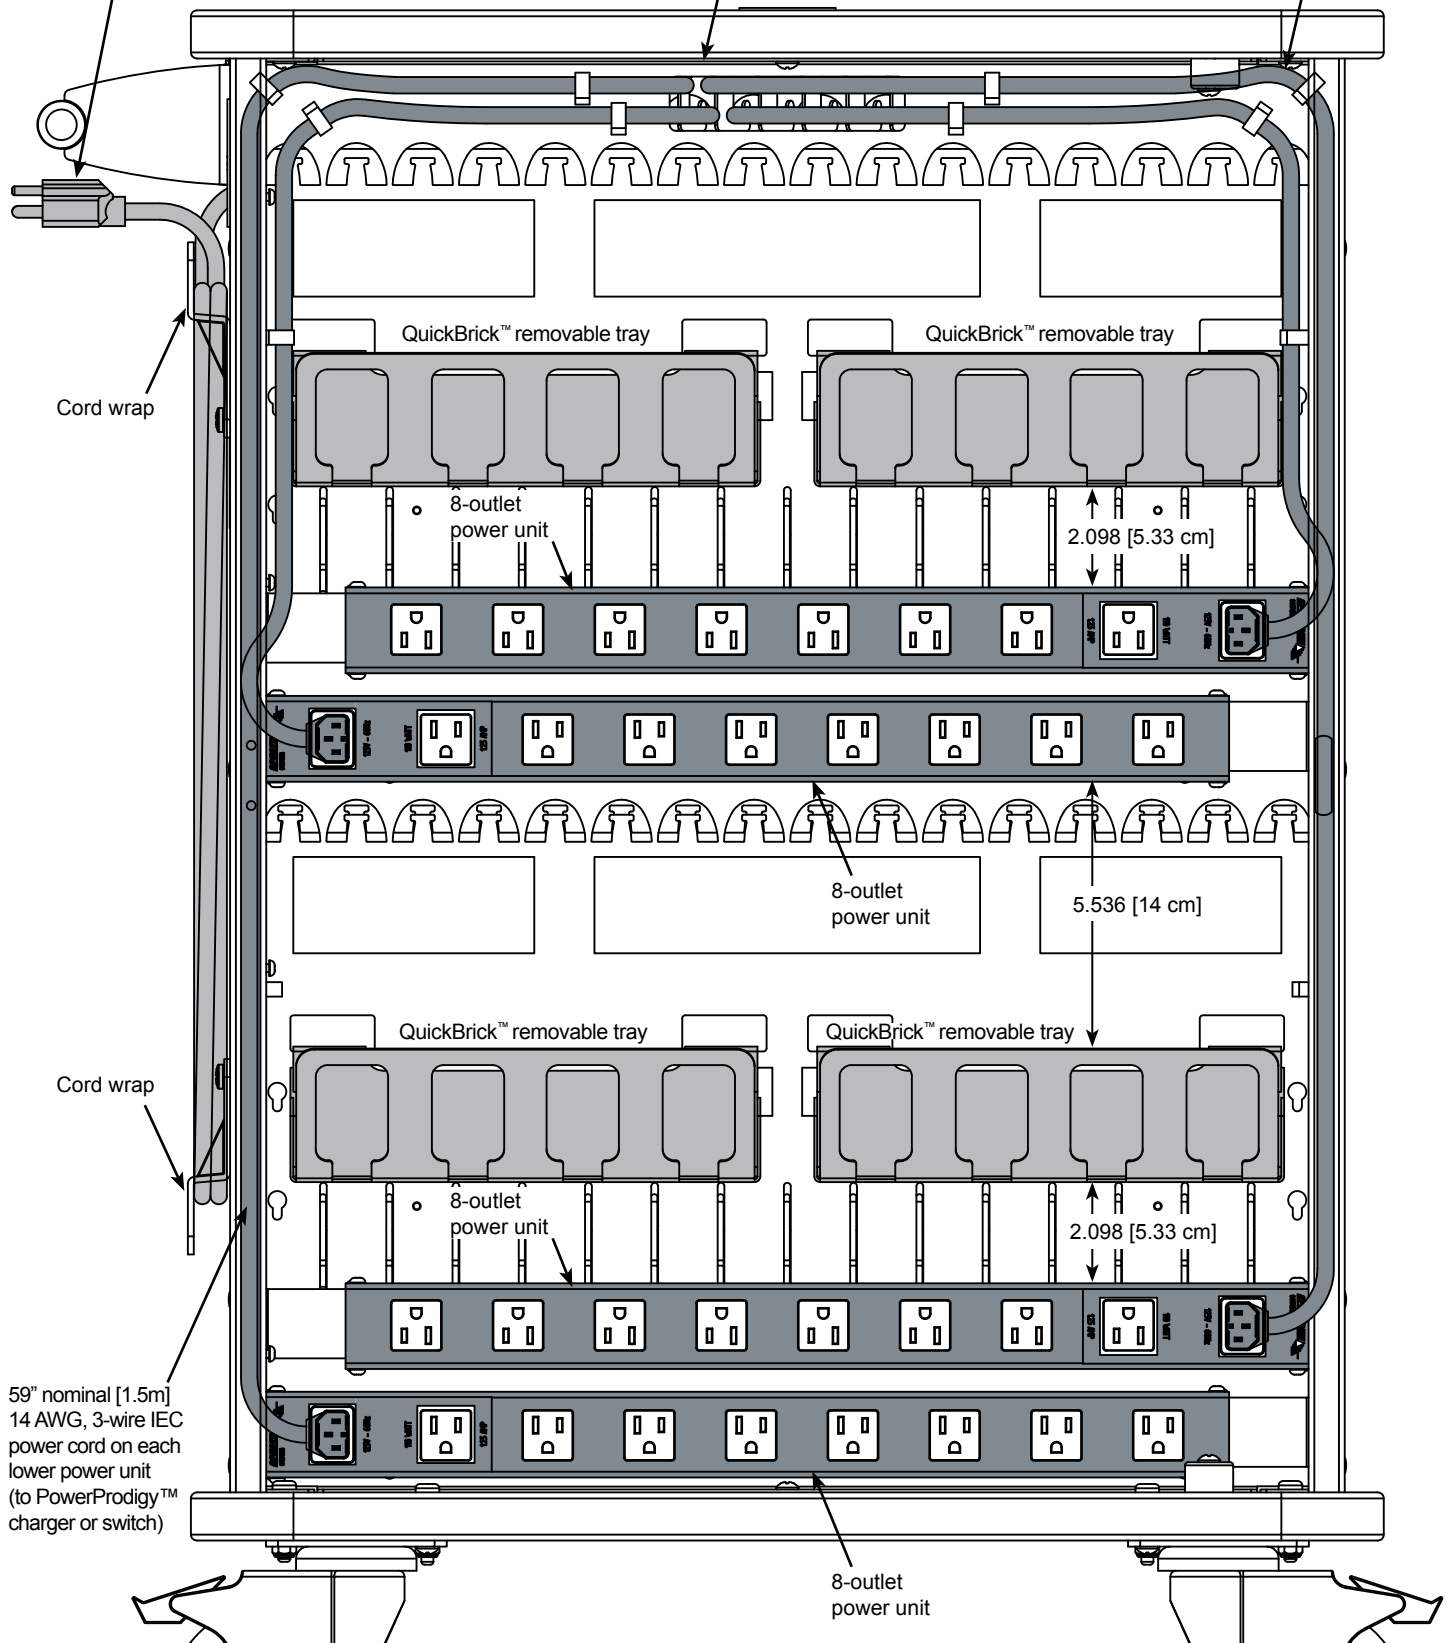 QuickBrick™ removable tray
QuickBrick™ removable tray
Cord wrap
8-outlet
power unit
2.098 [5.33 cm]
8-outlet
power unit
5.536 [14 cm]
QuickBrick™ removable tray
QuickBrick™ removable tray
Cord wrap
8-outlet
power unit
2.098 [5.33 cm]
59” nominal [1.5m]
14 AWG, 3-wire IEC
power cord on each
lower power unit
(to PowerProdigy™
charger or switch)
8-outlet
power unit